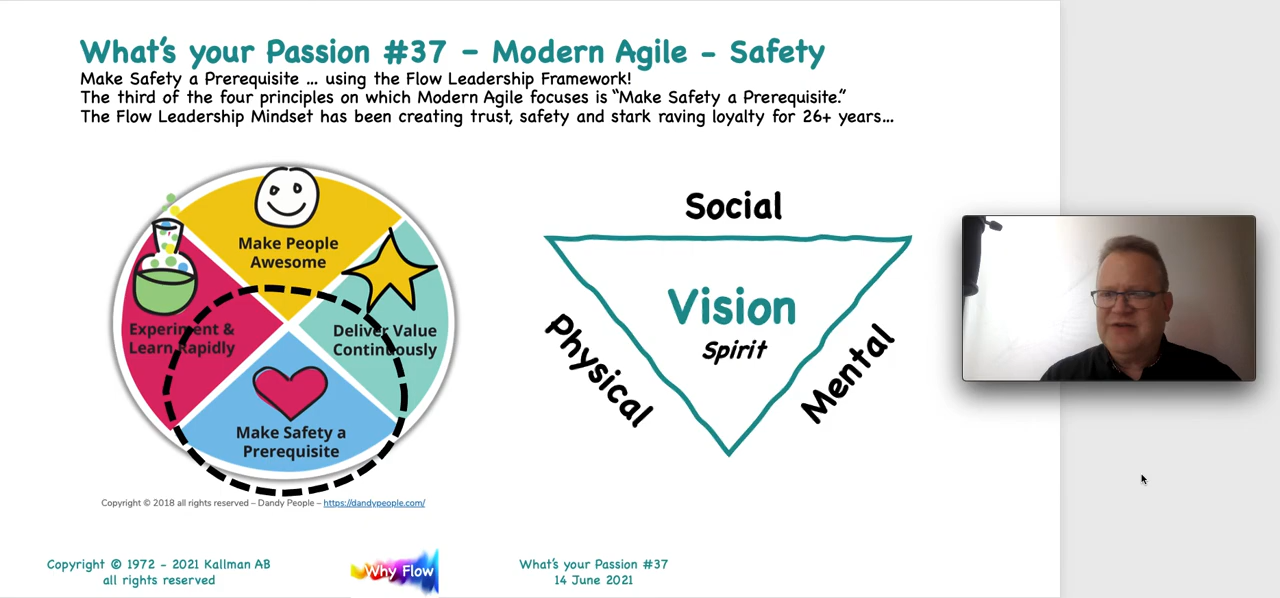 What's your Passion #37 – Modern Agile - Safety
Make Safety a Prerequisite ... using the Flow Leadership Framework!
The third of the four principles on which Modern Agile focuses is “Make Safety a Prerequisite.”
The Flow Leadership Mindset has been creating trust, safety and stark raving loyalty for 26+ years...
Make People
Awesome
Experiment &
Learn Rapidly
Deliver Value
Continuously
Make Safety a
Prerequisite
Copyright © 2018 all rights reserved – Dandy People – https://dandypeople.com/
Social
Vision
Spirit
Physical
Mental
Copyright © 1972 - 2021 Kallman AB
all rights reserved
Why Flow
What's your Passion #37
14 June 2021